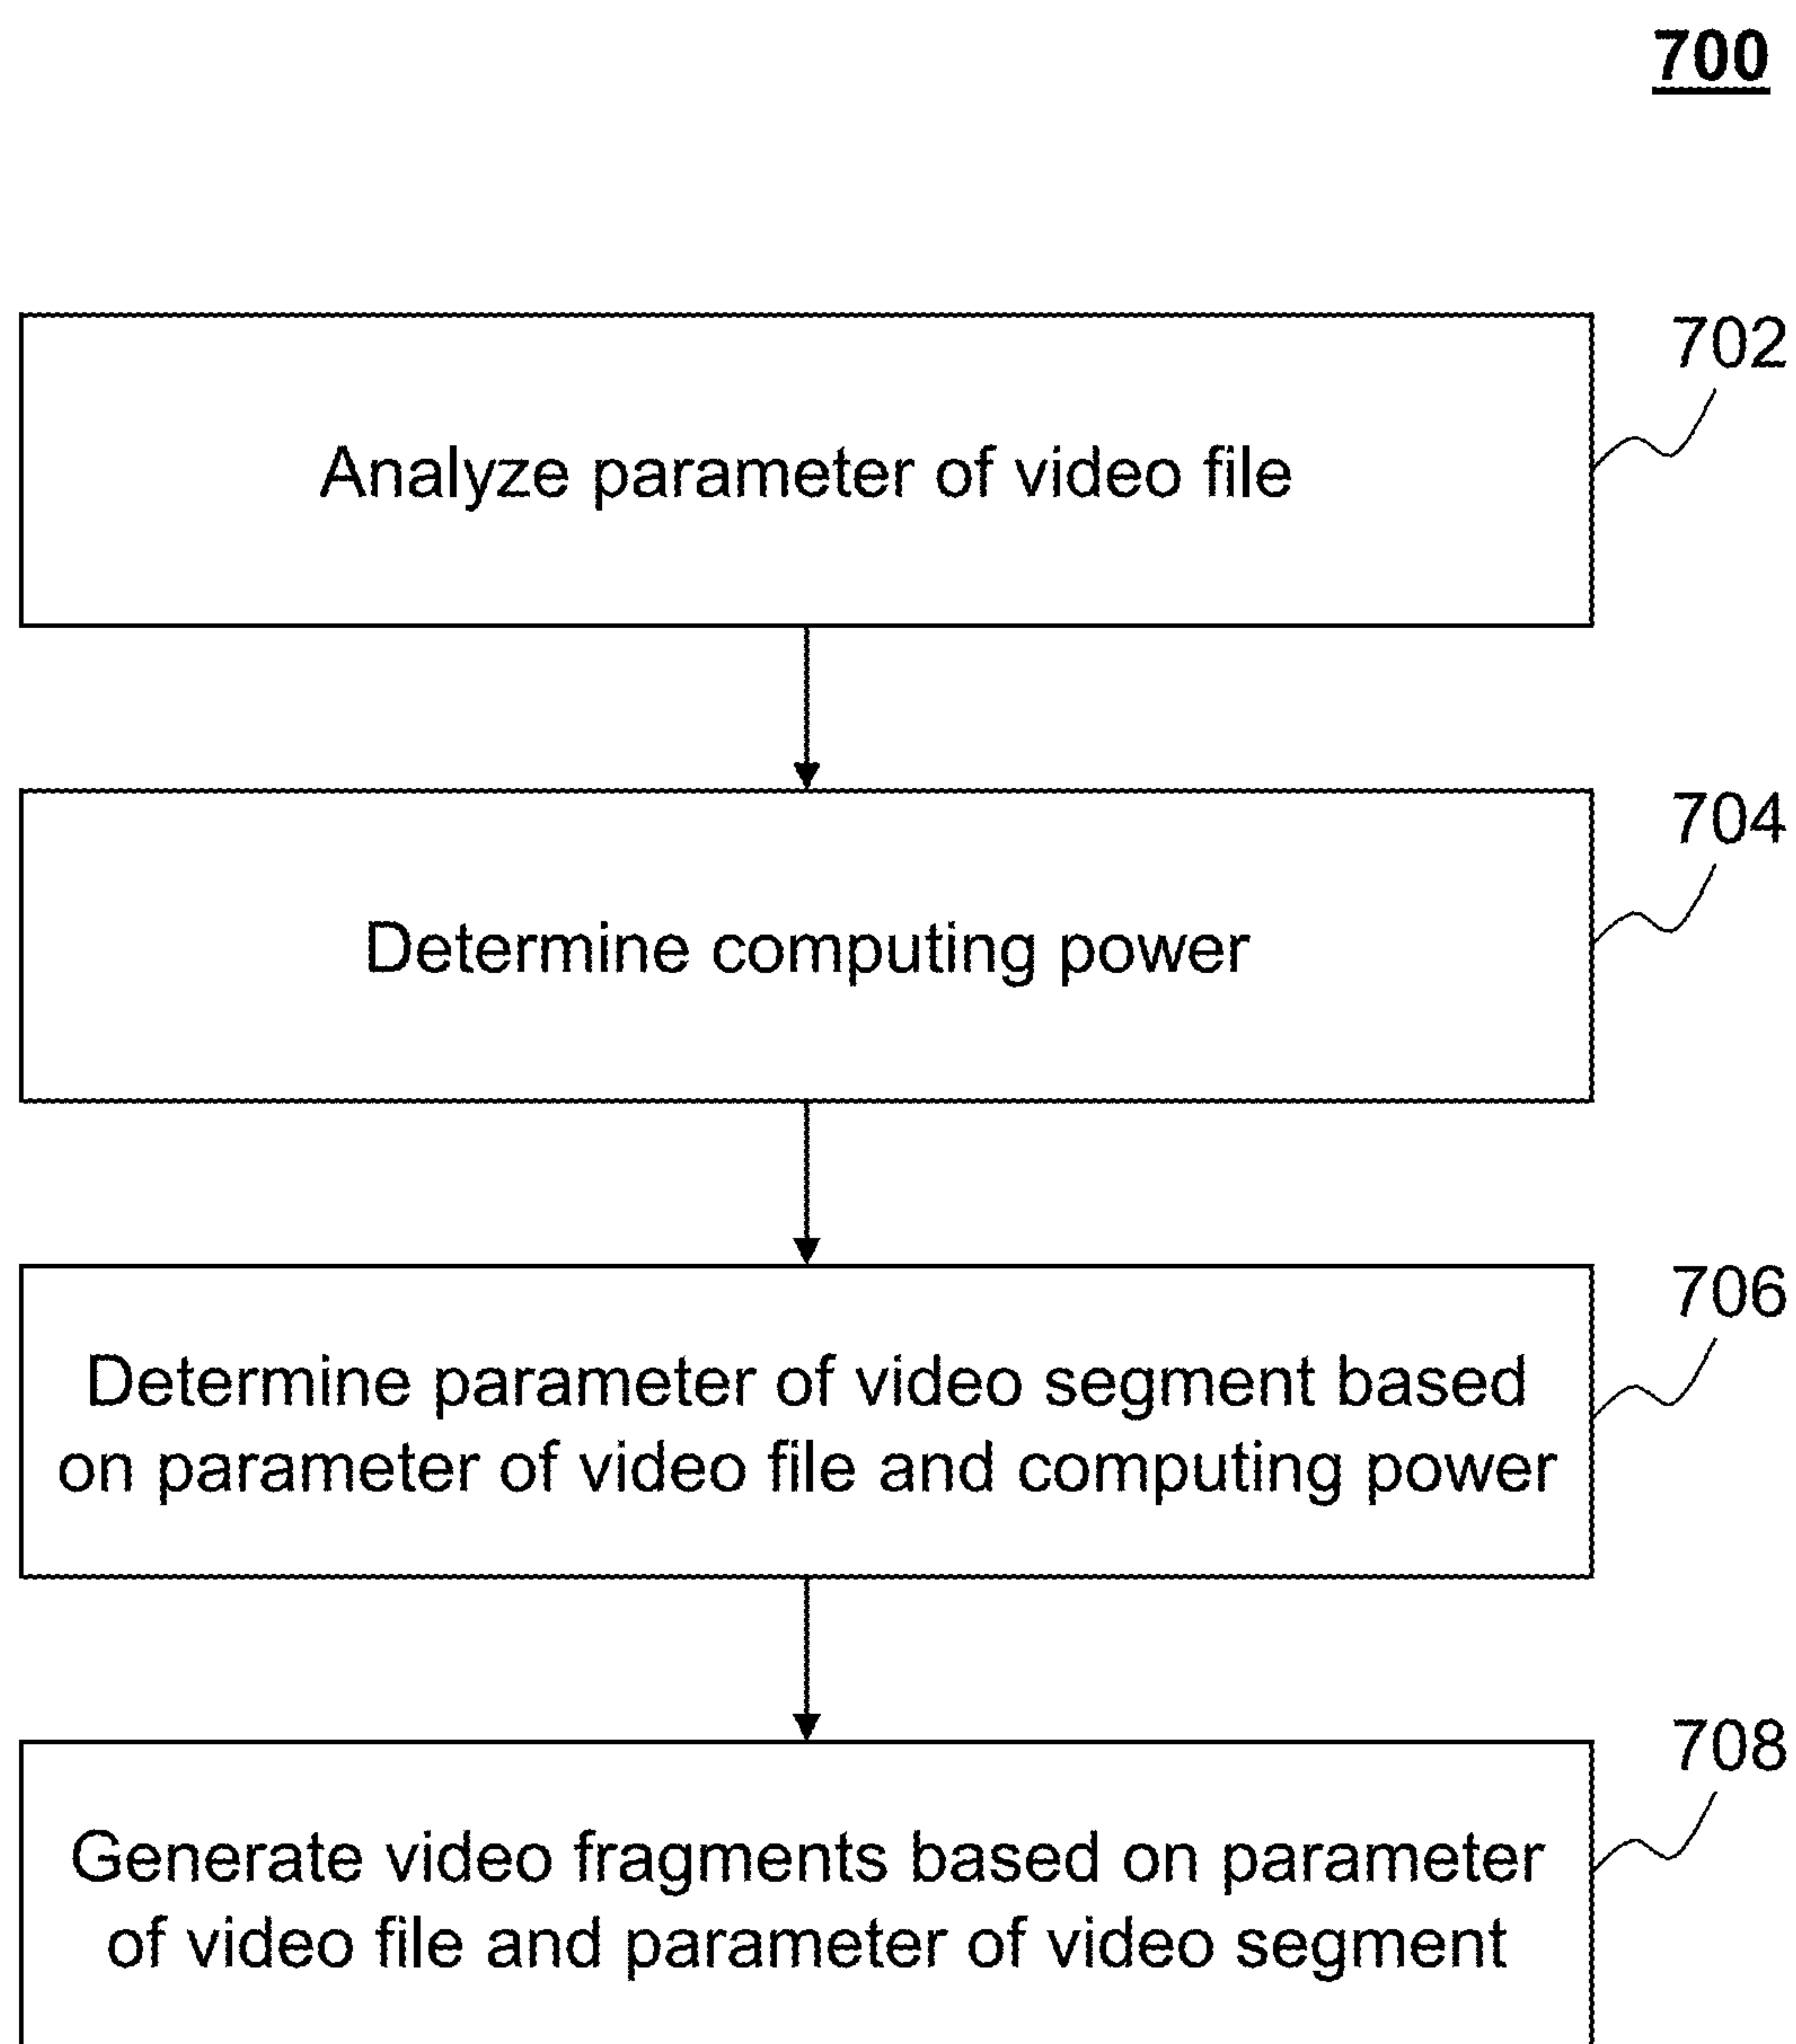 700
702
Analyze parameter of video file
704
Determine computing power
706
Determine parameter of video segment based
on parameter of video file and computing power
708
Generate video fragments based on parameter
of video file and parameter of video segment